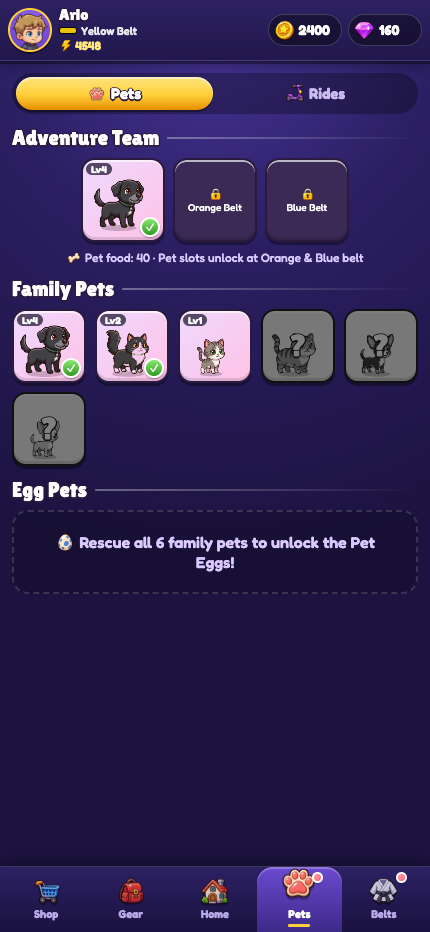 Arlo
Yellow Belt
4548
2400
160
Pets
Rides
Adventure Team
Lv4
Orange Belt
Blue Belt
Pet food: 40 · Pet slots unlock at Orange & Blue belt
Family Pets
Lv4
Lv2
Lv1
?
?
?
Egg Pets
Rescue all 6 family pets to unlock the Pet
Eggs!
Shop
Gear
Home
Pets
Belts